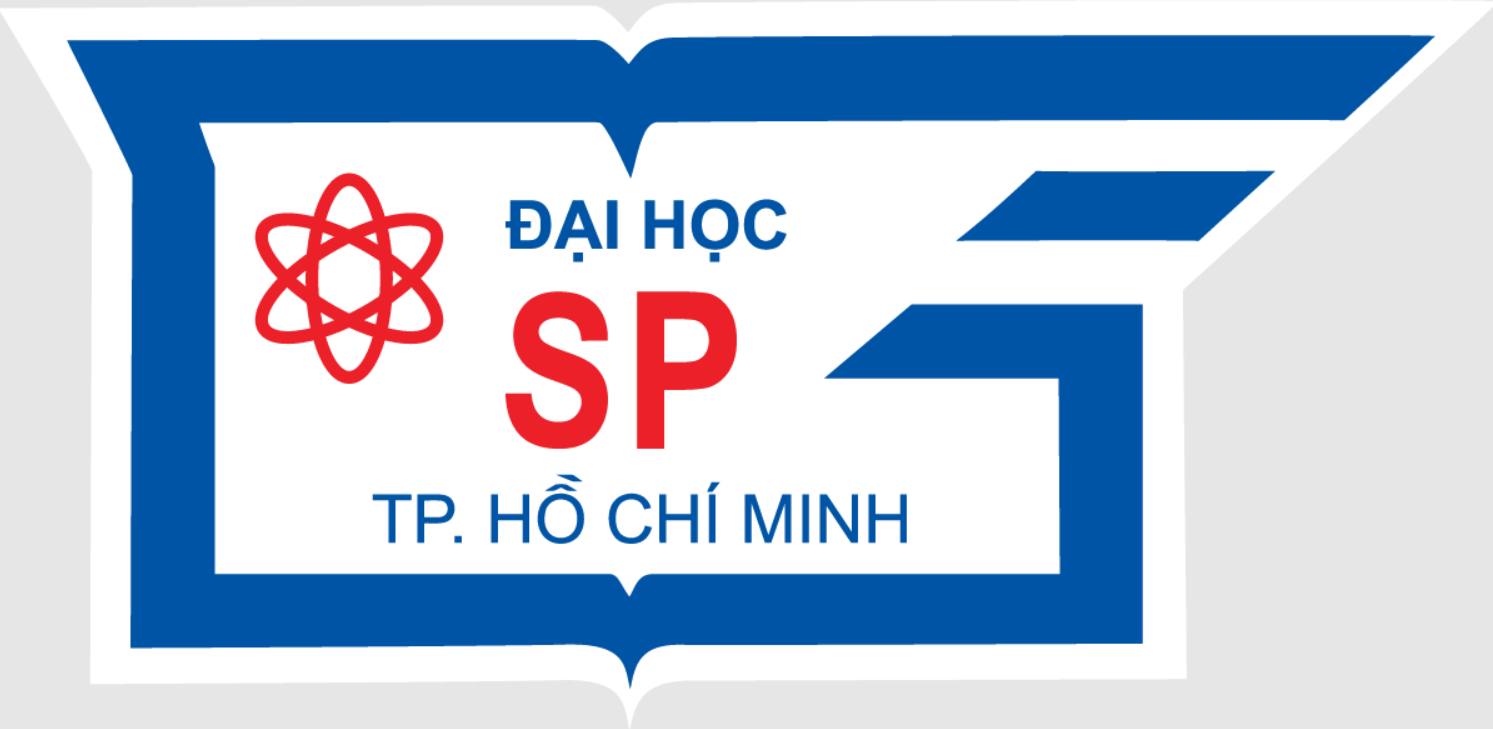 ĐẠI HỌC
SP
TP. HỒ CHÍ MINH